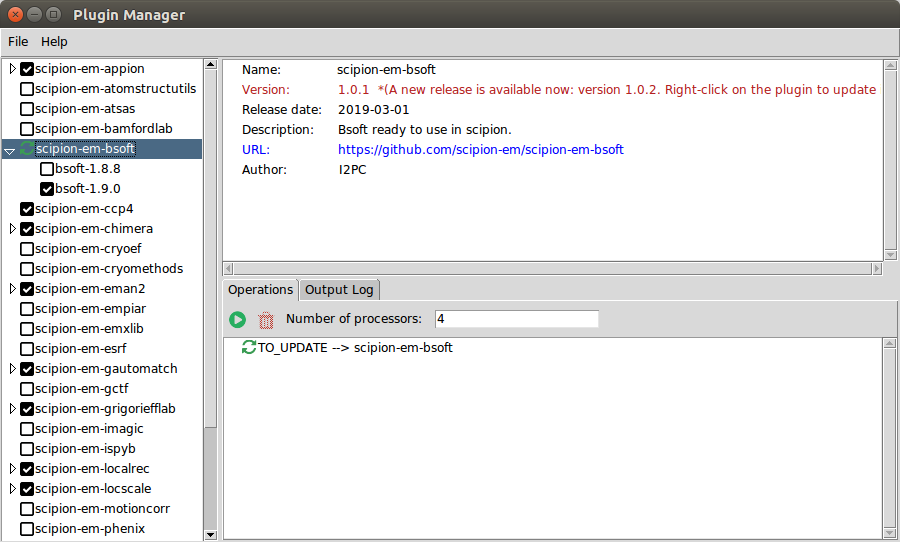 Plugin Manager
File Help
scipion-em-appion
scipion-em-atomstructutils
scipion-em-atsas
scipion-em-bamfordlab
scipion-em-bsoft
bsoft-1.8.8
bsoft-1.9.0
scipion-em-ccp4
scipion-em-chimera
scipion-em-cryoef
scipion-em-cryomethods
scipion-em-eman2
scipion-em-empiar
scipion-em-emxlib
scipion-em-esrf
scipion-em-gautomatch
scipion-em-gctf
scipion-em-grigoriefflab
scipion-em-imagic
scipion-em-ispyb
scipion-em-localrec
scipion-em-locscale
scipion-em-motioncorr
scipion-em-phenix
Name: scipion-em-bsoft
Version: 1.0.1 *(A new release is available now: version 1.0.2. Right-click on the plugin to update
Release date: 2019-03-01
Description: Bsoft ready to use in scipion.
URL: https://github.com/scipion-em/scipion-em-bsoft
Author: I2PC
Operations Output Log
Number of processors: 4
TO_UPDATE --> scipion-em-bsoft